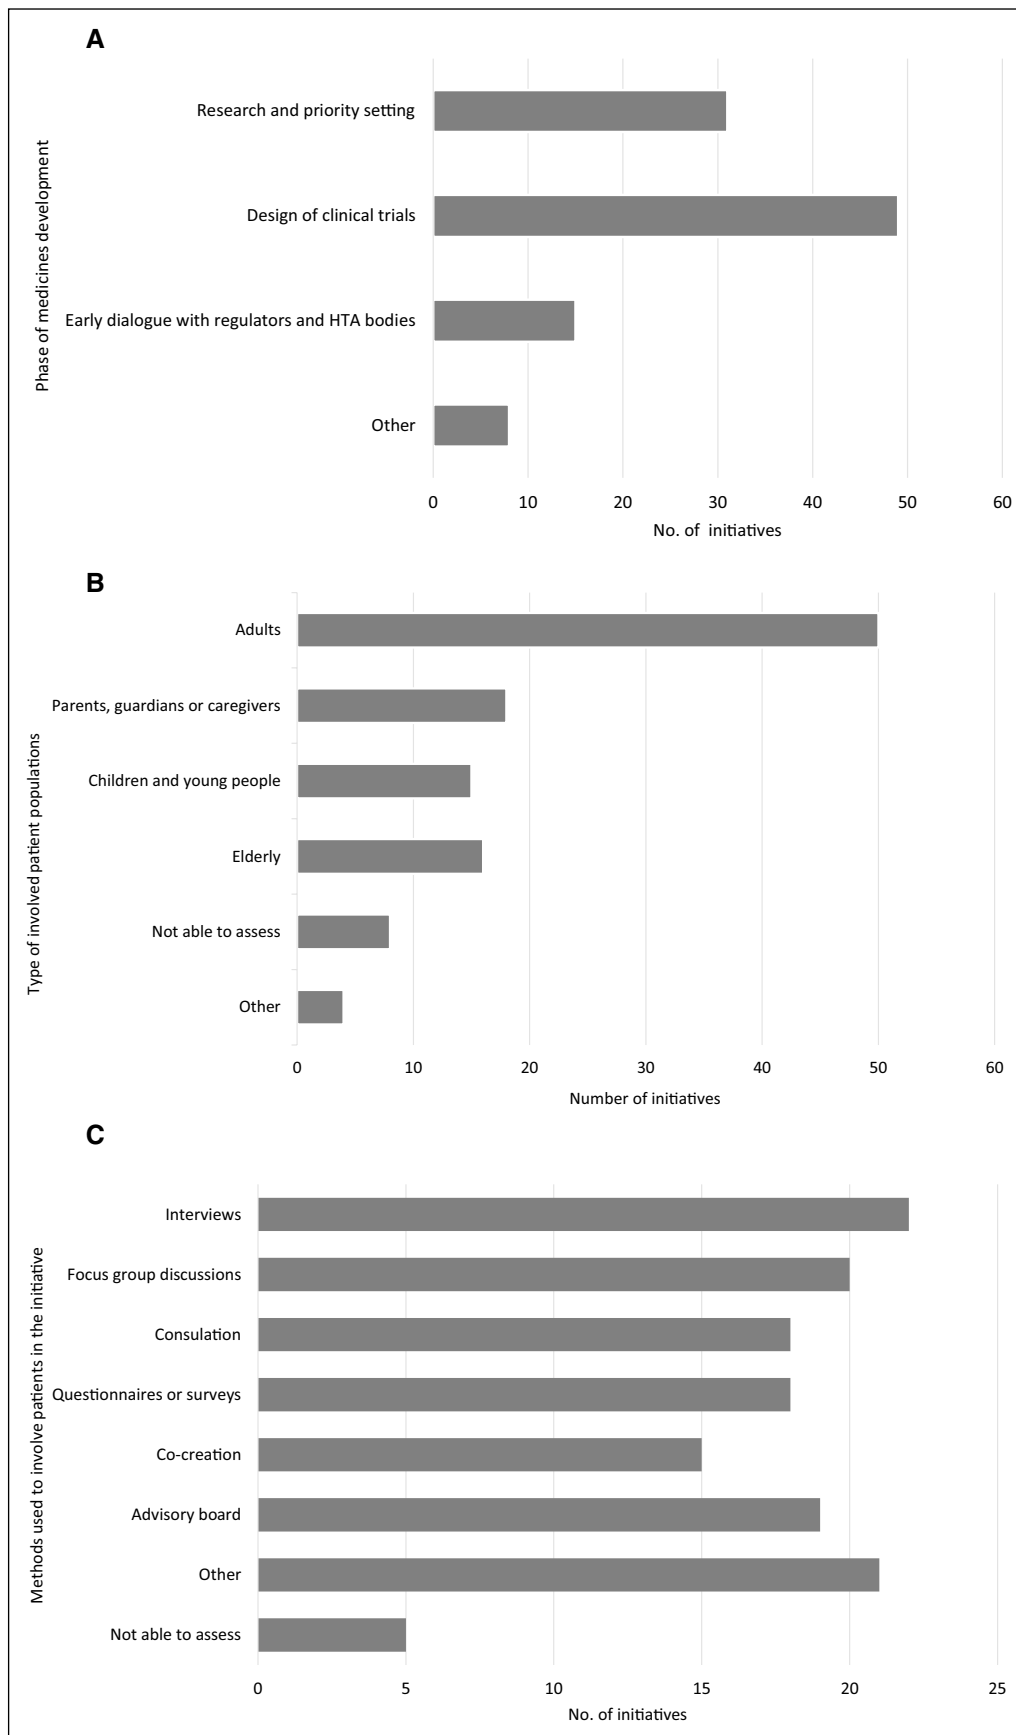 A
Phase of medicines development
Research and priority setting
Design of clinical trials
Early dialogue with regulators and HTA bodies
Other
0 10 20 30 40 50 60
No. of initiatives
B
Type of involved patient populations
Adults
Parents, guardians or caregivers
Children and young people
Elderly
Not able to assess
Other
0 10 20 30 40 50 60
Number of initiatives
C
Methods used to involve patients in the initiative
Interviews
Focus group discussions
Consulation
Questionnaires or surveys
Co-creation
Advisory board
Other
Not able to assess
0 5 10 15 20 25
No. of initiatives